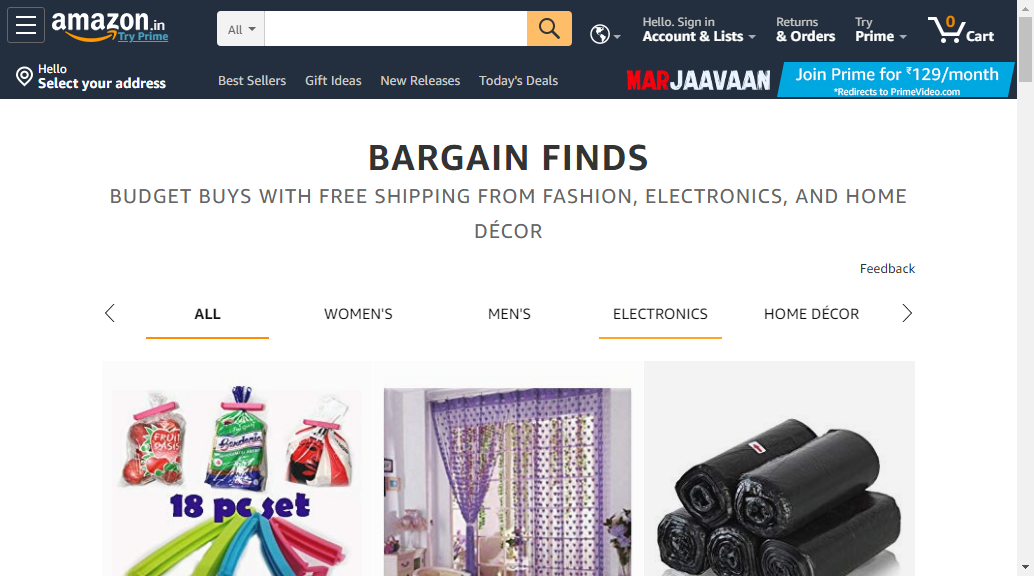 amazon.in
Try Prime
All
Hello. Sign in
Account & Lists
Returns
& Orders
Try
Prime
0
Cart
Hello
Select your address
Best Sellers
Gift Ideas
New Releases
Today's Deals
MARJAAVAAN
Join Prime for ₹129/month
*Redirects to PrimeVideo.com
BARGAIN FINDS
BUDGET BUYS WITH FREE SHIPPING FROM FASHION, ELECTRONICS, AND HOME
DÉCOR
Feedback
ALL
WOMEN'S
MEN'S
ELECTRONICS
HOME DÉCOR
FRUIT
18 pc set